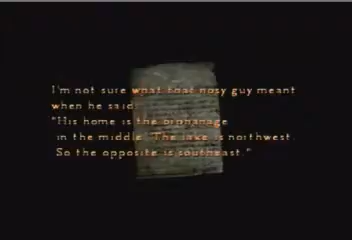 I'm not sure what that nosy guy meant
when he said:
"His home is the orphanage
in the middle. The lake is northwest.
So the opposite is southeast."